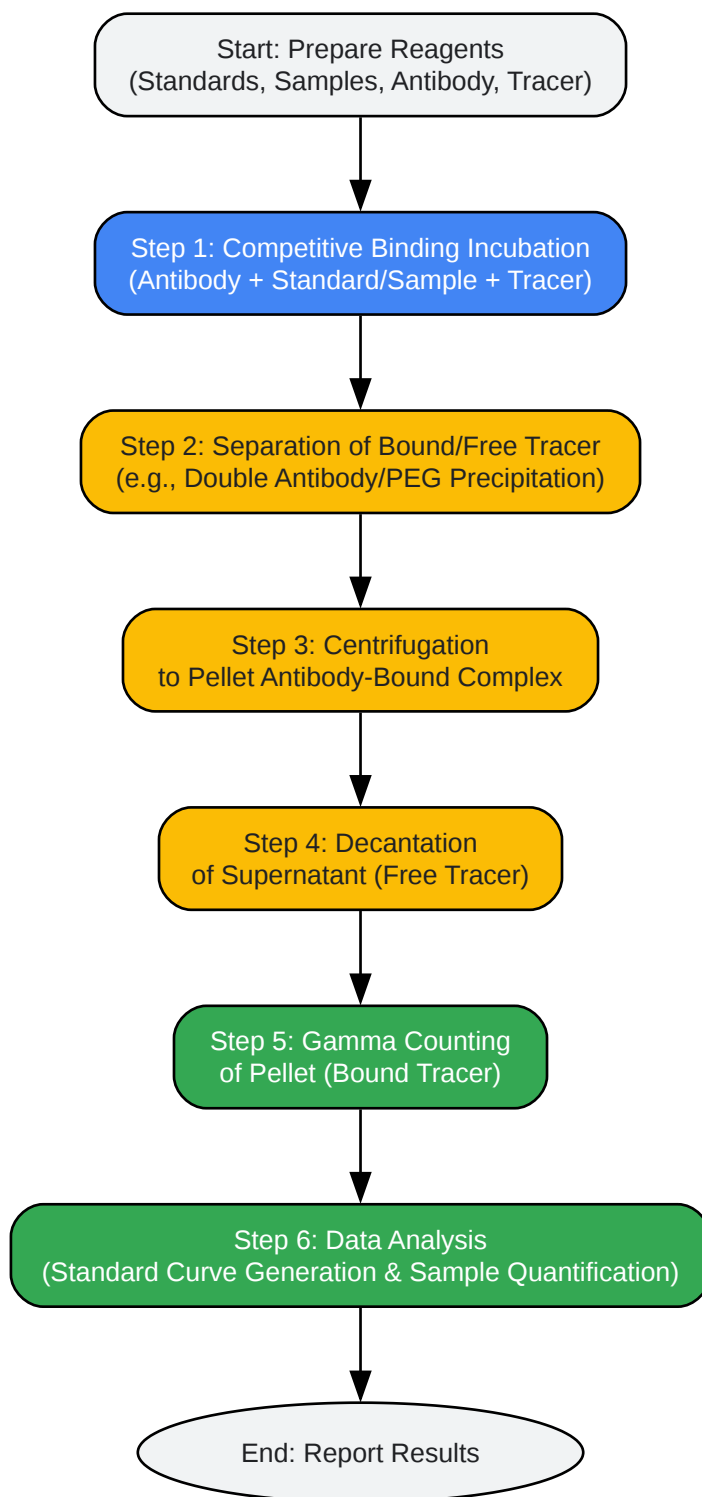 Start: Prepare Reagents
(Standards, Samples, Antibody, Tracer)
Step 1: Competitive Binding Incubation
(Antibody + Standard/Sample + Tracer)
Step 2: Separation of Bound/Free Tracer
(e.g., Double Antibody/PEG Precipitation)
Step 3: Centrifugation
to Pellet Antibody-Bound Complex
Step 4: Decantation
of Supernatant (Free Tracer)
Step 5: Gamma Counting
of Pellet (Bound Tracer)
Step 6: Data Analysis
(Standard Curve Generation & Sample Quantification)
End: Report Results